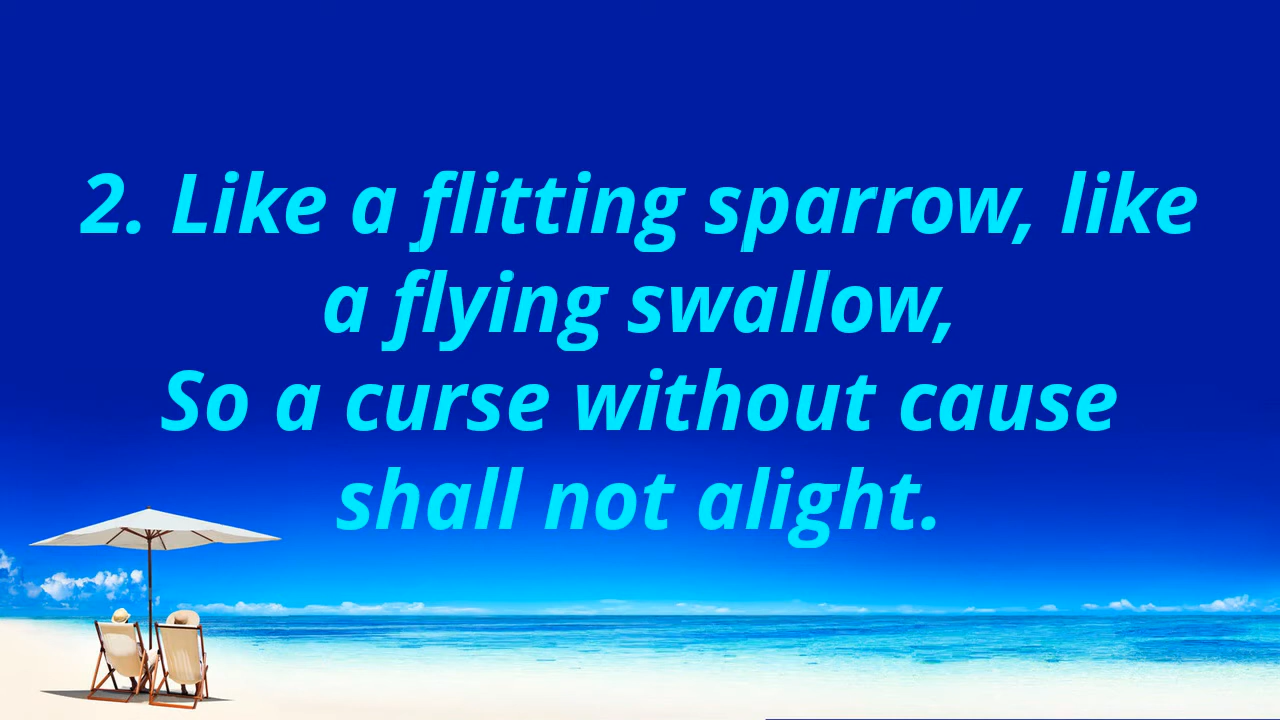 2. Like a flitting sparrow, like
a flying swallow,
So a curse without cause
shall not alight.